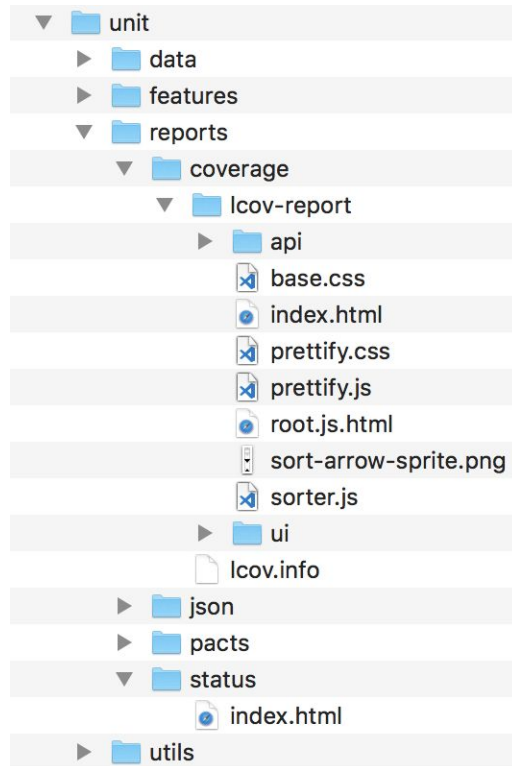 unit
data
features
reports
coverage
lcov-report
api
base.css
index.html
prettify.css
prettify.js
root.js.html
sort-arrow-sprite.png
sorter.js
ui
lcov.info
json
pacts
status
index.html
utils